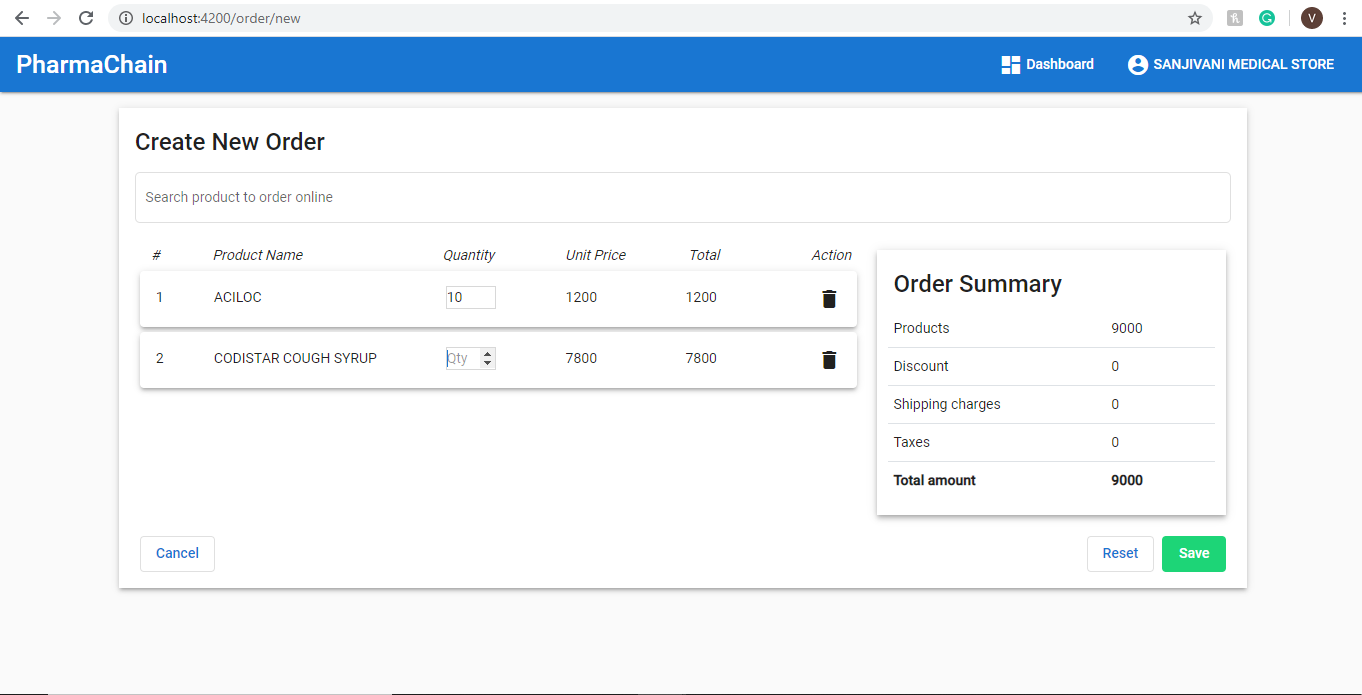 localhost:4200/order/new
V
PharmaChain
Dashboard
SANJIVANI MEDICAL STORE
Create New Order
Search product to order online
# Product Name Quantity Unit Price Total Action
1 ACILOC 10 1200 1200
2 CODISTAR COUGH SYRUP Qty 7800 7800
Order Summary
Products 9000
Discount 0
Shipping charges 0
Taxes 0
Total amount 9000
Cancel
Reset
Save